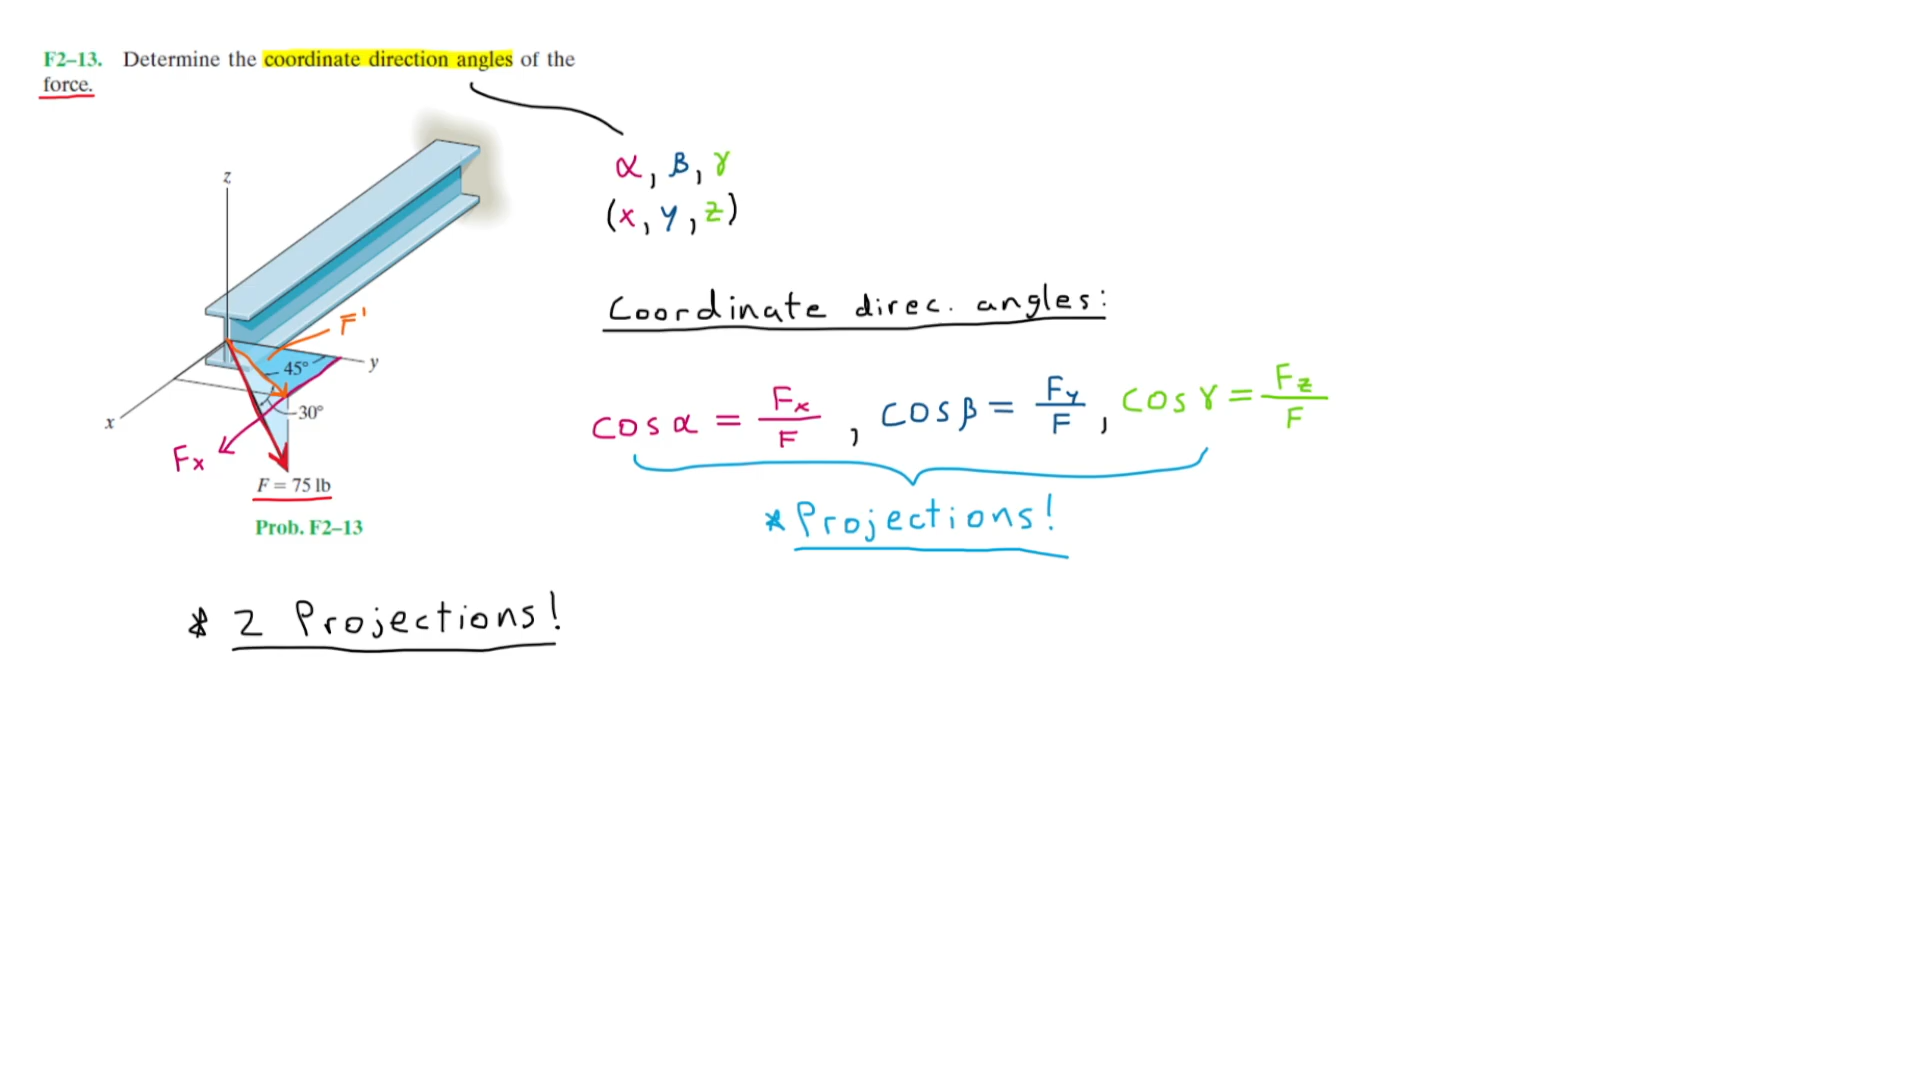 F2–13. Determine the coordinate direction angles of the
force.
α, β, γ
(x, y, z)
z
Coordinate direc. angles:
F'
45°
y
30°
x
Fx
F = 75 lb
Prob. F2–13
cos α = Fx / F , cos β = Fy / F , cos γ = Fz / F
* Projections!
* 2 Projections!